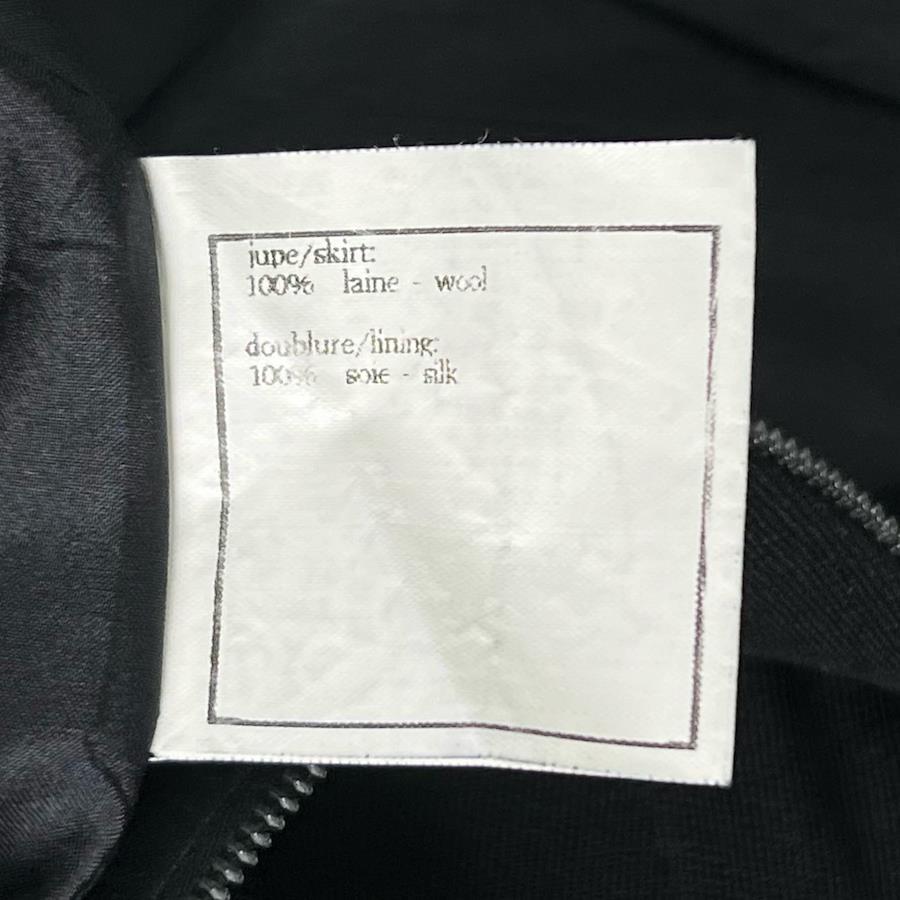 jupe/skirt:
100% laine - wool
doublure/lining:
100% soie - silk